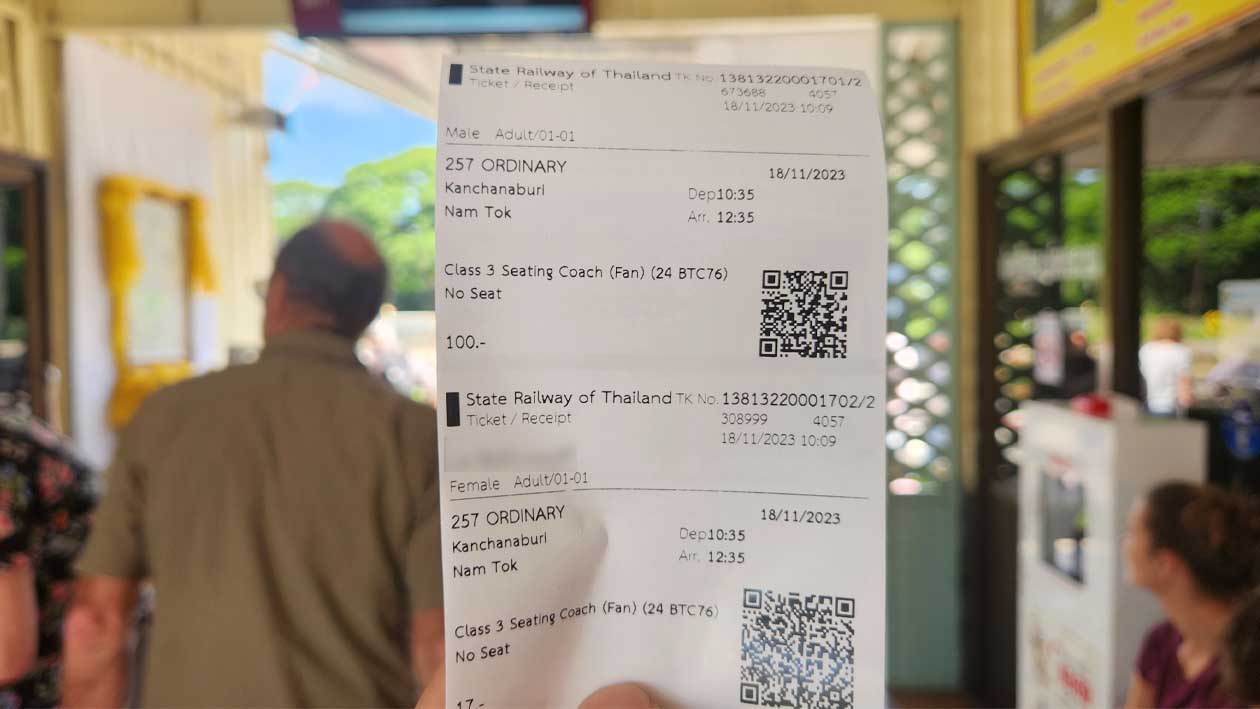 State Railway of Thailand TK No. 13813220001701/2
Ticket / Receipt 673688 4057
18/11/2023 10:09
Male Adult/01-01
257 ORDINARY 18/11/2023
Kanchanaburi Dep10:35
Nam Tok Arr. 12:35
Class 3 Seating Coach (Fan) (24 BTC76)
No Seat
100.-
State Railway of Thailand TK No. 13813220001702/2
Ticket / Receipt 308999 4057
18/11/2023 10:09
Female Adult/01-01
257 ORDINARY 18/11/2023
Kanchanaburi Dep10:35
Nam Tok Arr. 12:35
Class 3 Seating Coach (Fan) (24 BTC76)
No Seat
17.-